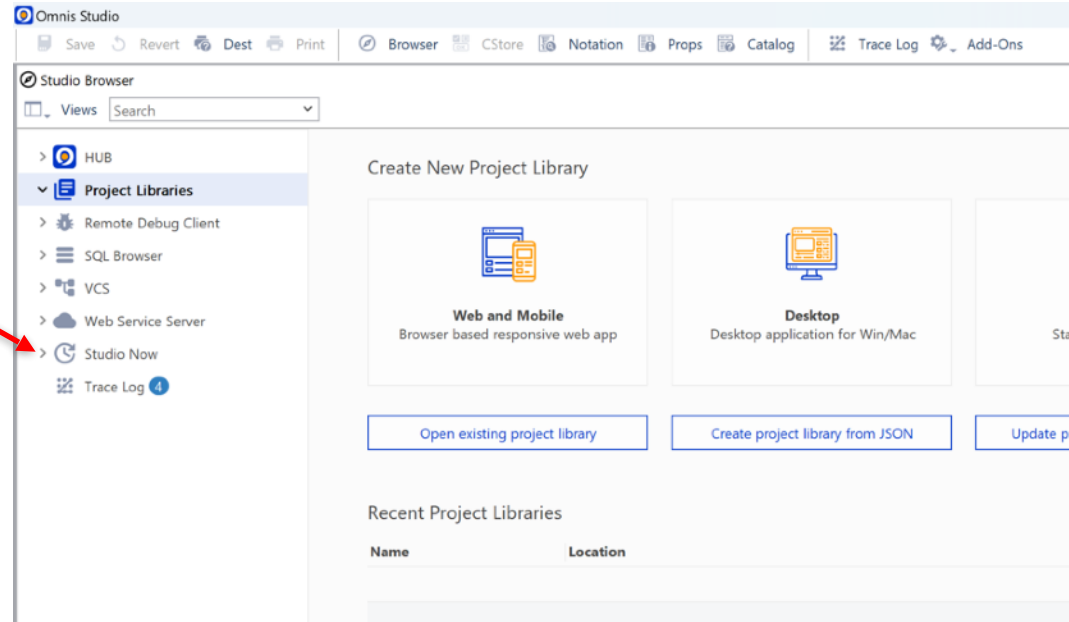 Omnis Studio
Save Revert Dest Print Browser CStore Notation Props Catalog Trace Log Add-Ons
Studio Browser
Views Search
HUB
Project Libraries
Remote Debug Client
SQL Browser
VCS
Web Service Server
Studio Now
Trace Log 4
Create New Project Library
Web and Mobile
Browser based responsive web app
Desktop
Desktop application for Win/Mac
Sta
Open existing project library
Create project library from JSON
Update p
Recent Project Libraries
Name Location